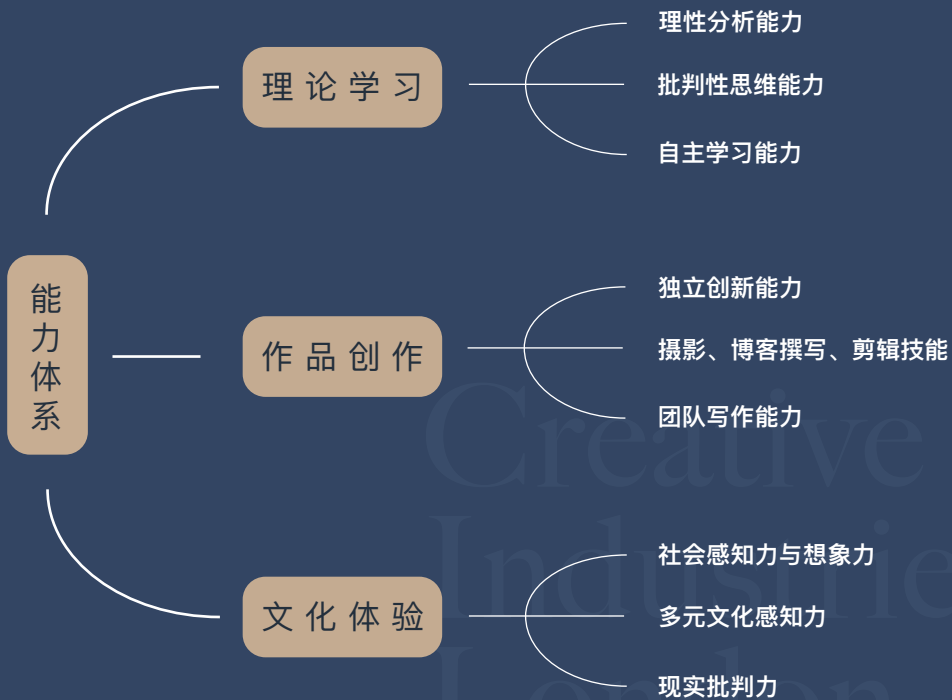 能力体系
理论学习
理性分析能力
批判性思维能力
自主学习能力
作品创作
独立创新能力
摄影、博客撰写、剪辑技能
团队写作能力
文化体验
社会感知力与想象力
多元文化感知力
现实批判力
Creative
Industrie
London